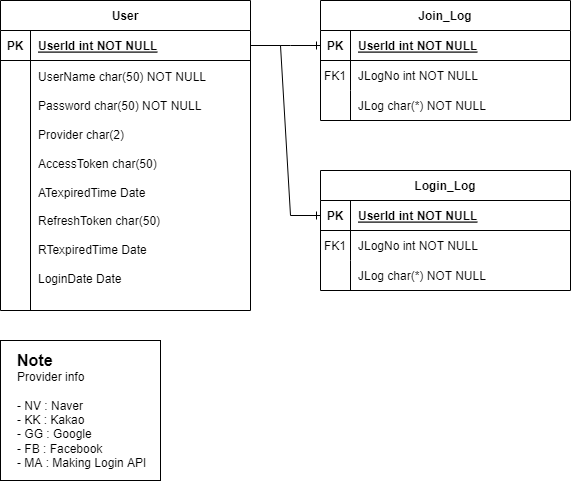 User
PK UserId int NOT NULL
UserName char(50) NOT NULL
Password char(50) NOT NULL
Provider char(2)
AccessToken char(50)
ATexpiredTime Date
RefreshToken char(50)
RTexpiredTime Date
LoginDate Date
Join_Log
PK UserId int NOT NULL
FK1 JLogNo int NOT NULL
JLog char(*) NOT NULL
Login_Log
PK UserId int NOT NULL
FK1 JLogNo int NOT NULL
JLog char(*) NOT NULL
Note
Provider info
- NV : Naver
- KK : Kakao
- GG : Google
- FB : Facebook
- MA : Making Login API